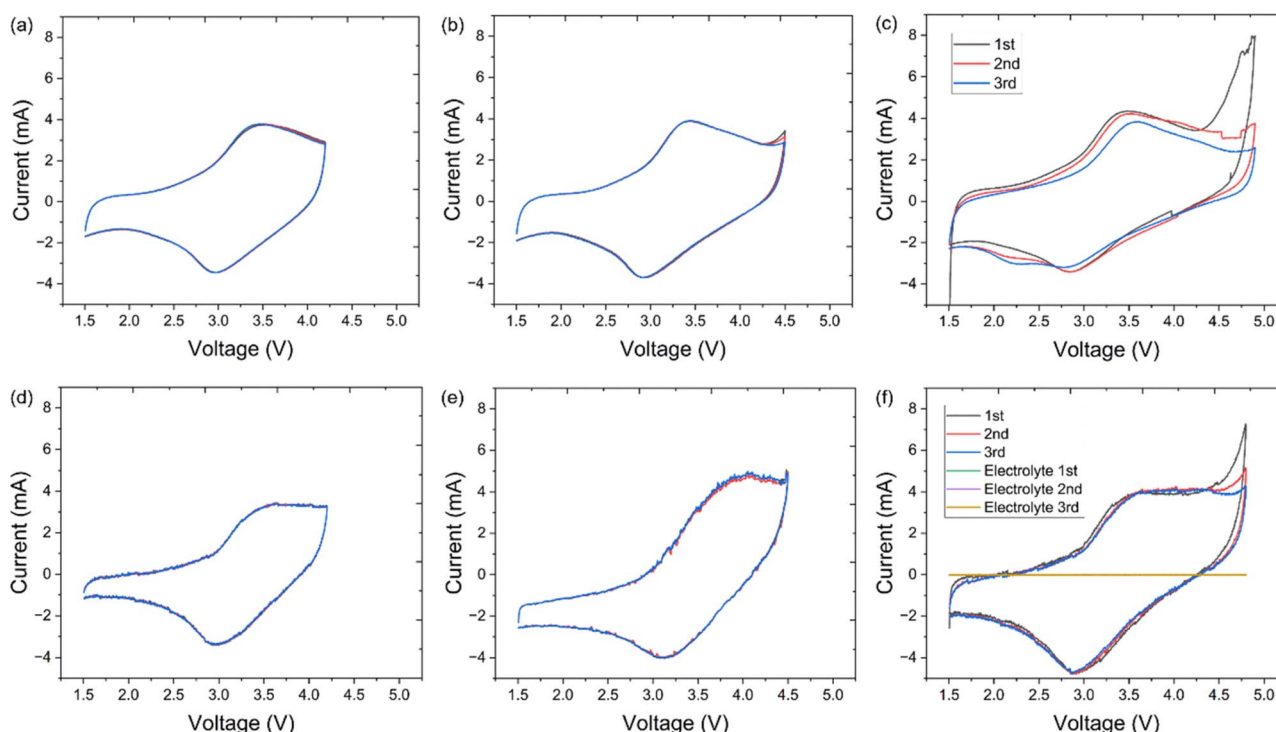 (a)
8
6
4
2
0
−2
−4
Current (mA)
1.5 2.0 2.5 3.0 3.5 4.0 4.5 5.0
Voltage (V)
(b)
8
6
4
2
0
−2
−4
Current (mA)
1.5 2.0 2.5 3.0 3.5 4.0 4.5 5.0
Voltage (V)
(c)
1st
2nd
3rd
8
6
4
2
0
−2
−4
Current (mA)
1.5 2.0 2.5 3.0 3.5 4.0 4.5 5.0
Voltage (V)
(d)
8
6
4
2
0
−2
−4
Current (mA)
1.5 2.0 2.5 3.0 3.5 4.0 4.5 5.0
Voltage (V)
(e)
8
6
4
2
0
−2
−4
Current (mA)
1.5 2.0 2.5 3.0 3.5 4.0 4.5 5.0
Voltage (V)
(f)
1st
2nd
3rd
Electrolyte 1st
Electrolyte 2nd
Electrolyte 3rd
8
6
4
2
0
−2
−4
Current (mA)
1.5 2.0 2.5 3.0 3.5 4.0 4.5 5.0
Voltage (V)